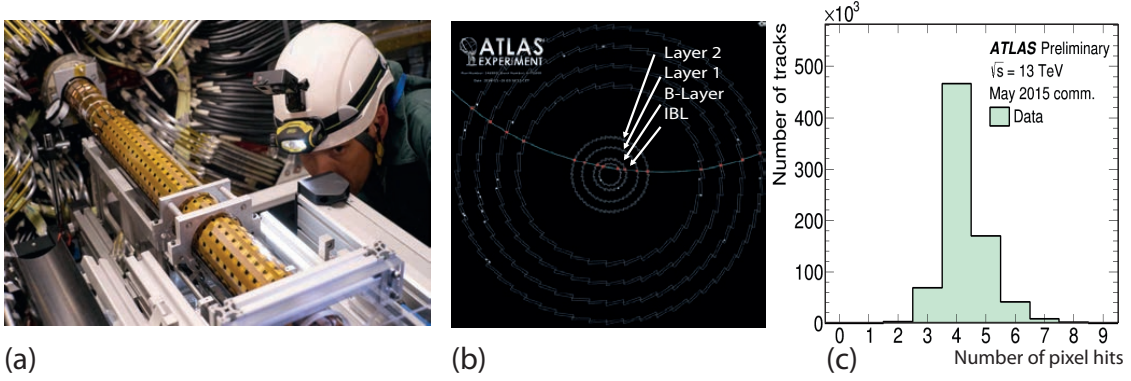 (a)
ATLAS
EXPERIMENT
Layer 2
Layer 1
B-Layer
IBL
(b)
×10³
Number of tracks
500
400
300
200
100
0
ATLAS Preliminary
√s = 13 TeV
May 2015 comm.
Data
0 1 2 3 4 5 6 7 8 9
(c)
Number of pixel hits